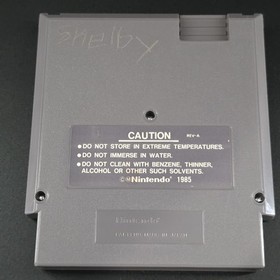 CAUTION
REV-A
•DO NOT STORE IN EXTREME TEMPERATURES.
•DO NOT IMMERSE IN WATER.
•DO NOT CLEAN WITH BENZENE, THINNER,
ALCOHOL OR OTHER SUCH SOLVENTS.
©Nintendo® 1985
Nintendo®